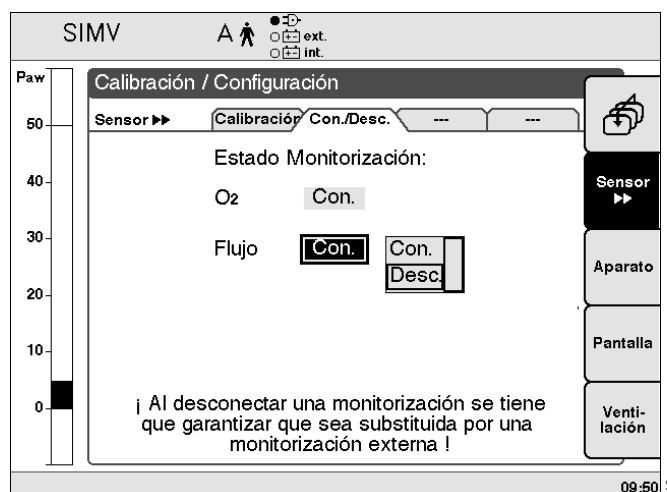 SIMV
A
ext.
int.
Paw
50
40
30
20
10
0
Calibración / Configuración
Sensor
Calibración
Con./Desc.
---
---
Estado Monitorización:
O2 Con.
Flujo Con.
Con.
Desc.
¡ Al desconectar una monitorización se tiene
que garantizar que sea substituida por una
monitorización externa !
Sensor
Aparato
Pantalla
Venti-
lación
09:50